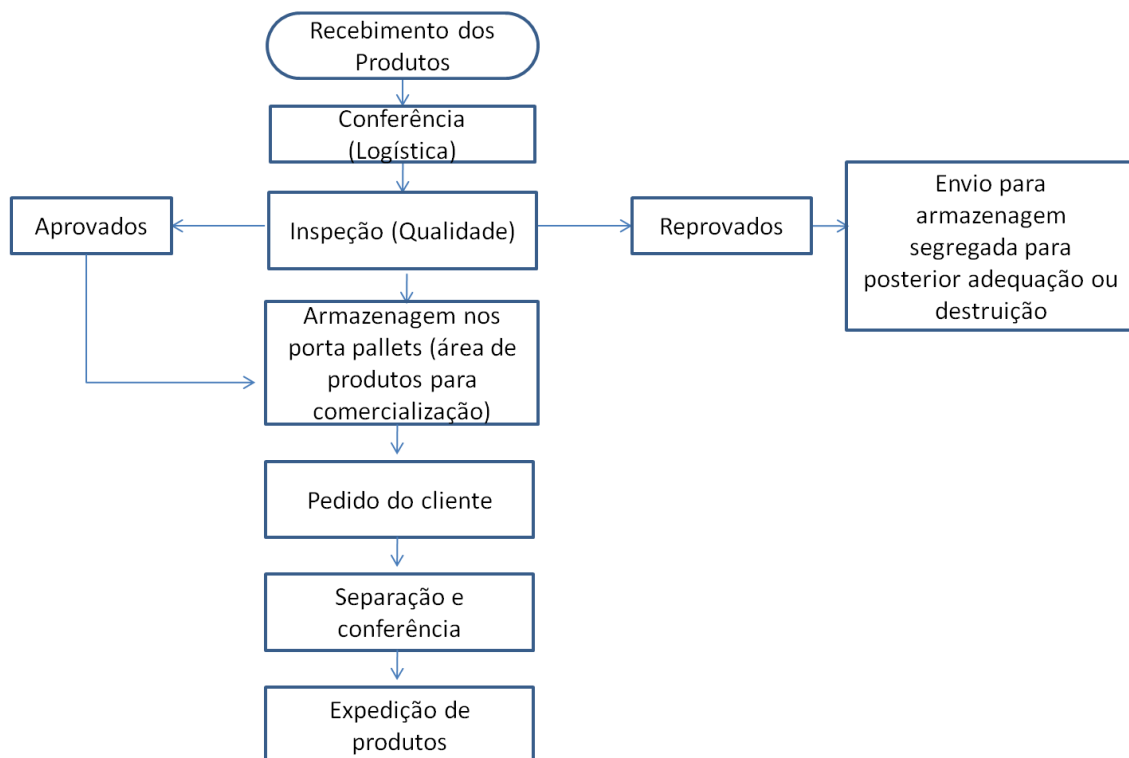 Recebimento dos
Produtos
Conferência
(Logística)
Aprovados
Inspeção (Qualidade)
Reprovados
Envio para
armazenagem
segregada para
posterior adequação ou
destruição
Armazenagem nos
porta pallets (área de
produtos para
comercialização)
Pedido do cliente
Separação e
conferência
Expedição de
produtos